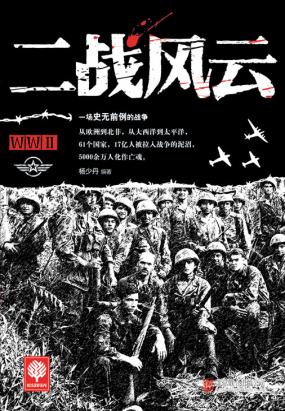 二战风云
一场史无前例的战争
WWII
从欧洲到北非，从大西洋到太平洋，
61个国家，17亿人被拉入战争的泥沼，
5000余万人化作亡魂。
杨少丹 编著